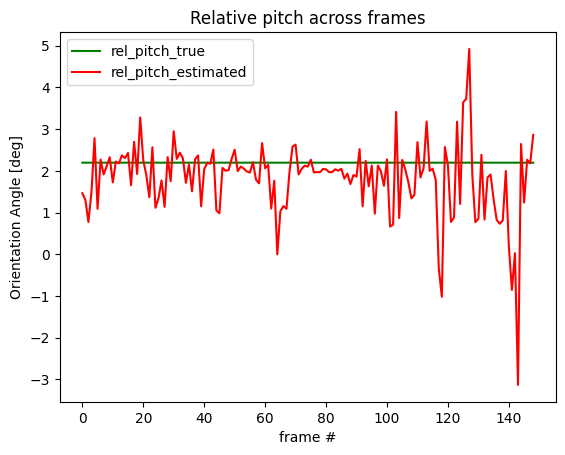 Relative pitch across frames
rel_pitch_true
rel_pitch_estimated
Orientation Angle [deg]
5
4
3
2
1
0
−1
−2
−3
0 20 40 60 80 100 120 140
frame #